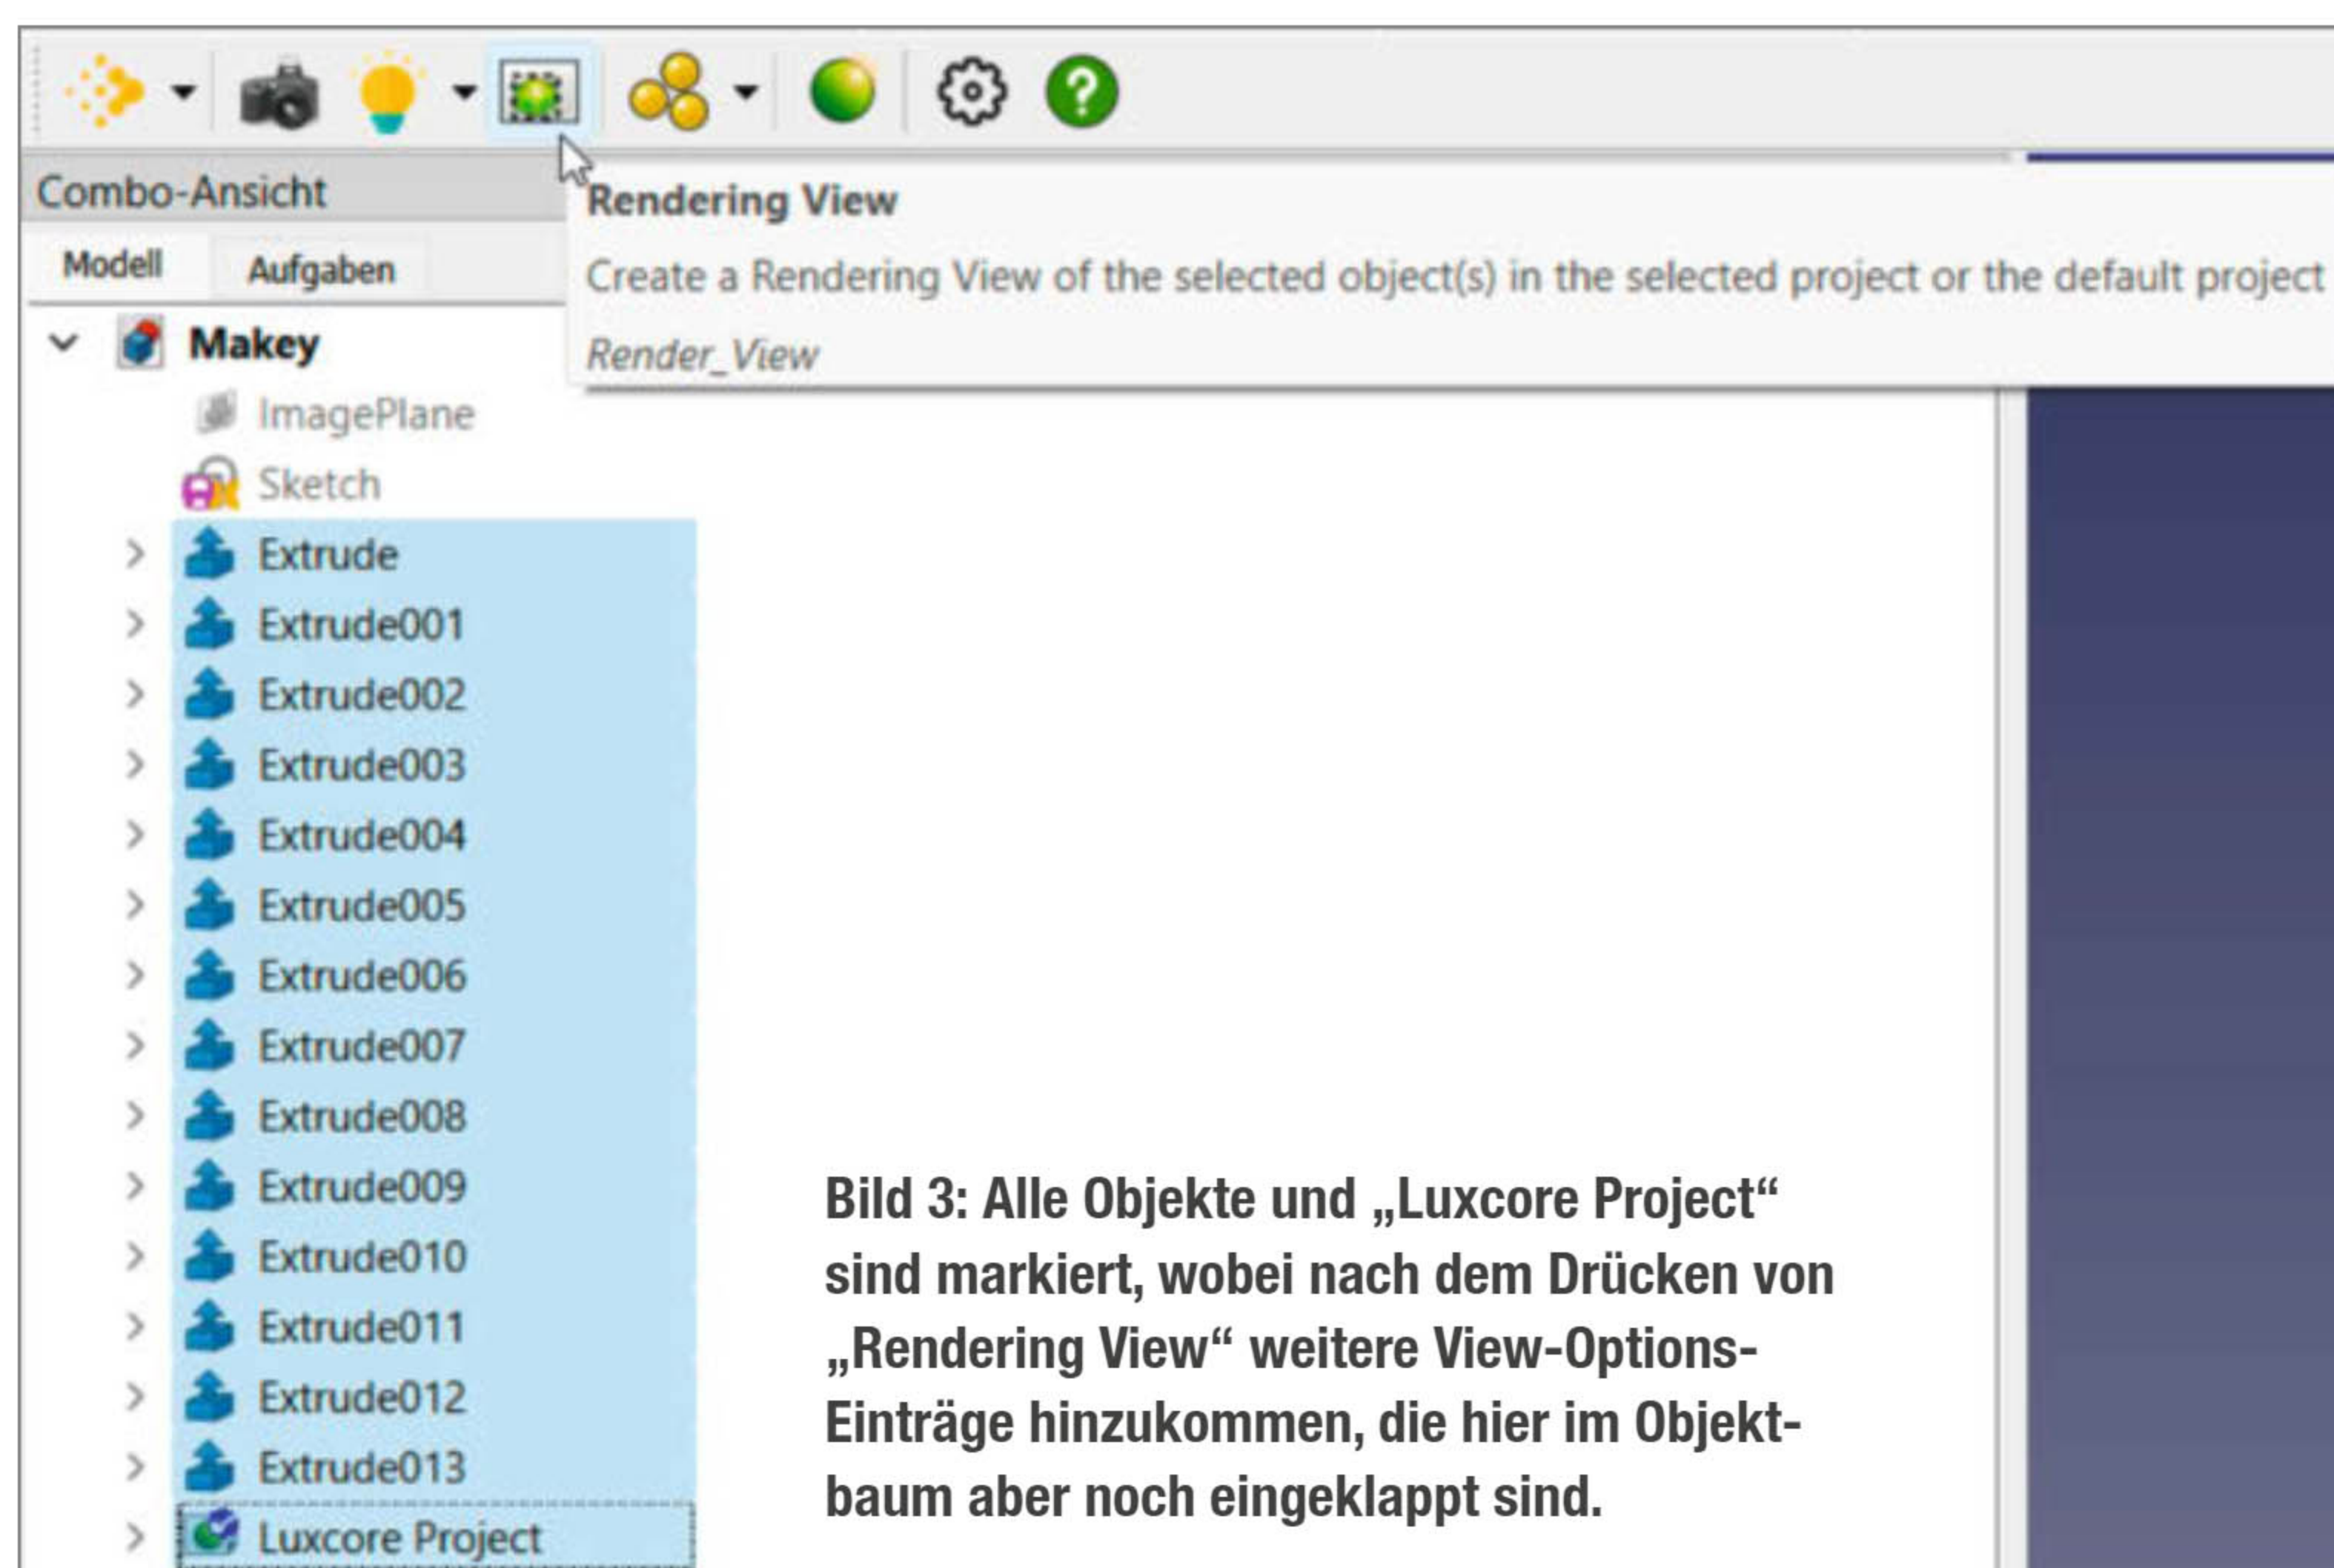 Combo-Ansicht
Rendering View
Modell Aufgaben
Create a Rendering View of the selected object(s) in the selected project or the default project
Render_View
Makey
ImagePlane
Sketch
Extrude
Extrude001
Extrude002
Extrude003
Extrude004
Extrude005
Extrude006
Extrude007
Extrude008
Extrude009
Extrude010
Extrude011
Extrude012
Extrude013
Luxcore Project
Bild 3: Alle Objekte und „Luxcore Project“
sind markiert, wobei nach dem Drücken von
„Rendering View“ weitere View-Options-
Einträge hinzukommen, die hier im Objekt-
baum aber noch eingeklappt sind.